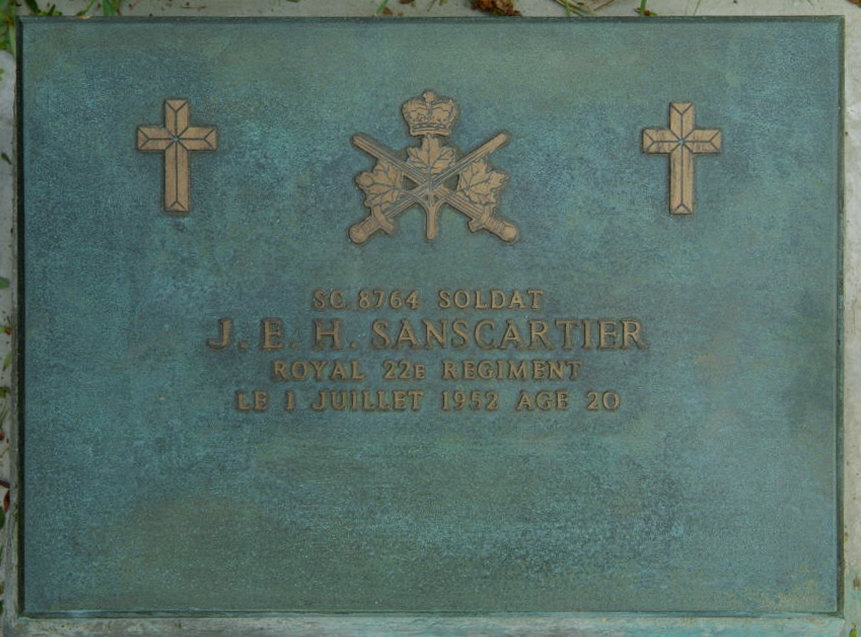 SC. 8764 SOLDAT
J. E. H. SANSCARTIER
ROYAL 22E REGIMENT
LE 1 JUILLET 1952 AGE 20